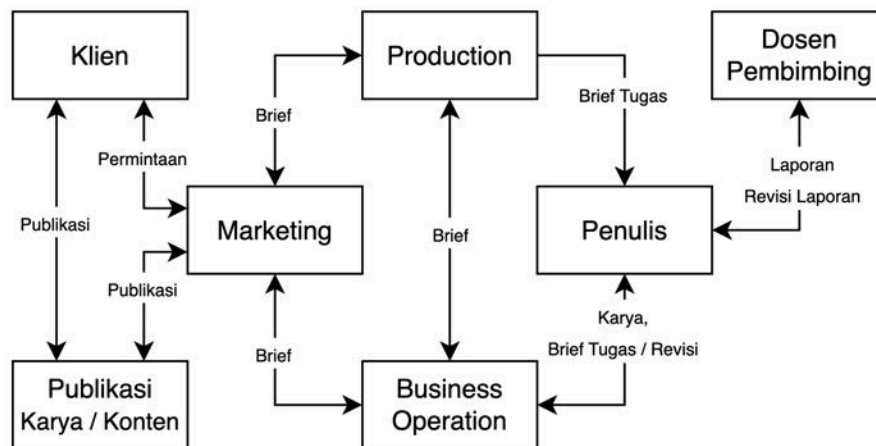 Klien
Production
Dosen
Pembimbing
Brief
Brief Tugas
Permintaan
Laporan
Revisi Laporan
Publikasi
Marketing
Brief
Penulis
Publikasi
Karya,
Brief
Brief Tugas / Revisi
Publikasi
Karya / Konten
Business
Operation